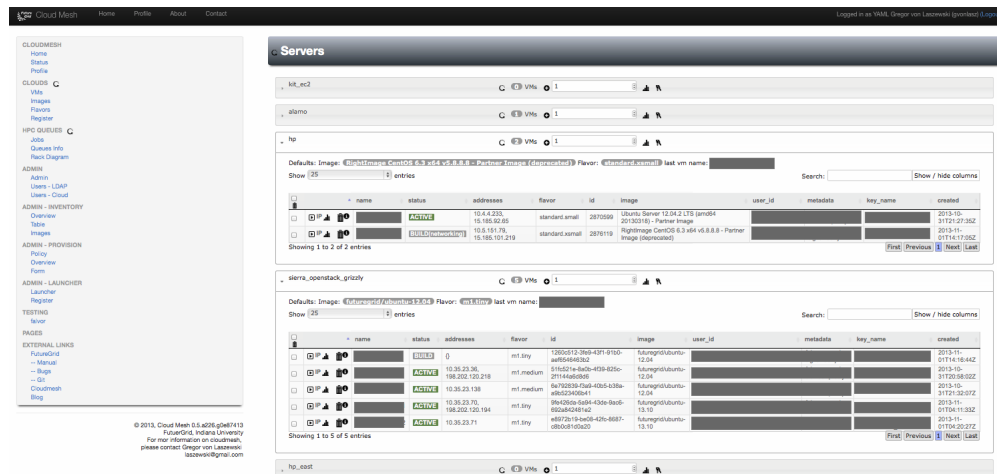 Cloud Mesh Home Profile About Contact Logged in as YAML Gregor von Laszewski (gvonlasz) (Logou
CLOUDMESH
Home
Status
Profile
CLOUDS
VMs
Images
Flavors
Register
HPC QUEUES
Jobs
Queues Info
Rack Diagram
ADMIN
Admin
Users - LDAP
Users - Cloud
ADMIN - INVENTORY
Overview
Table
Images
ADMIN - PROVISION
Policy
Overview
Form
ADMIN - LAUNCHER
Launcher
Register
TESTING
faivor
PAGES
EXTERNAL LINKS
FutureGrid
-- Manual
-- Bugs
-- Git
Cloudmesh
Blog
© 2013, Cloud Mesh 0.5.a226.g0e87413
FutuerGrid, Indiana University
For mor information on cloudmesh,
please contact Gregor von Laszewski
laszewski@gmail.com
Servers
kit_ec2 0 VMs 1
alamo 1 VMs 1
hp 2 VMs 1
Defaults: Image: RightImage CentOS 6.3 x64 v5.8.8.8 - Partner Image (deprecated) Flavor: standard.xsmall last vm name:
Show 25 entries Search: Show / hide columns
name status addresses flavor id image user_id metadata key_name created
IP ACTIVE 10.4.4.233, 15.185.92.65 standard.small 2870599 Ubuntu Server 12.04.2 LTS (amd64 20130318) - Partner Image 2013-10-31T21:27:35Z
IP BUILD(networking) 10.5.151.79, 15.185.101.219 standard.xsmall 2876119 RightImage CentOS 6.3 x64 v5.8.8.8 - Partner Image (deprecated) 2013-11-01T14:17:05Z
Showing 1 to 2 of 2 entries First Previous 1 Next Last
sierra_openstack_grizzly 5 VMs 1
Defaults: Image: futuregrid/ubuntu-12.04 Flavor: m1.tiny last vm name:
Show 25 entries Search: Show / hide columns
name status addresses flavor id image user_id metadata key_name created
IP BUILD {} m1.tiny futuregrid/ubuntu-12.04 2013-11-01T14:16:44Z
IP ACTIVE 10.35.23.36, 198.202.120.218 m1.medium futuregrid/ubuntu-12.04 2013-10-31T20:58:02Z
IP ACTIVE 10.35.23.138 m1.medium futuregrid/ubuntu-12.04 2013-10-31T21:32:07Z
IP ACTIVE 10.35.23.70, 198.202.120.194 m1.tiny futuregrid/ubuntu-13.10 2013-11-01T04:11:33Z
IP ACTIVE 10.35.23.71 m1.tiny futuregrid/ubuntu-13.10 2013-11-01T04:20:27Z
Showing 1 to 5 of 5 entries First Previous 1 Next Last
hp_east 0 VMs 1